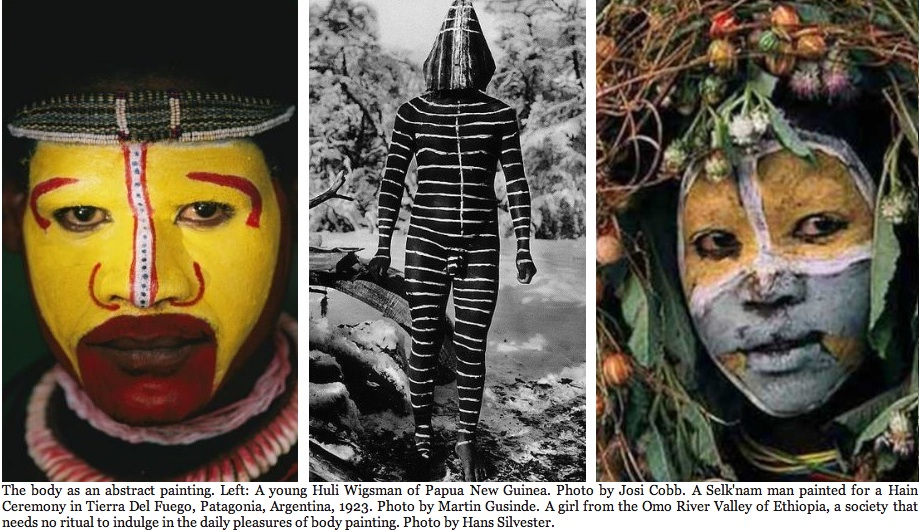 The body as an abstract painting. Left: A young Huli Wigsman of Papua New Guinea. Photo by Josi Cobb. A Selk'nam man painted for a Hain
Ceremony in Tierra Del Fuego, Patagonia, Argentina, 1923. Photo by Martin Gusinde. A girl from the Omo River Valley of Ethiopia, a society that
needs no ritual to indulge in the daily pleasures of body painting. Photo by Hans Silvester.